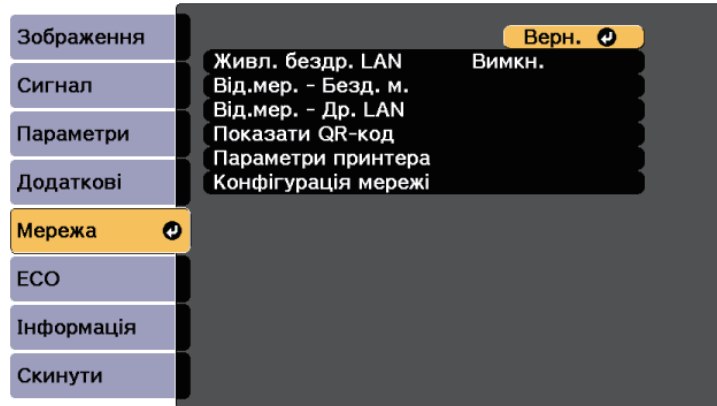 Зображення
Сигнал
Параметри
Додаткові
Мережа
ECO
Інформація
Скинути
Верн.
Живл. бездр. LAN Вимкн.
Від.мер. - Безд. м.
Від.мер. - Др. LAN
Показати QR-код
Параметри принтера
Конфігурація мережі